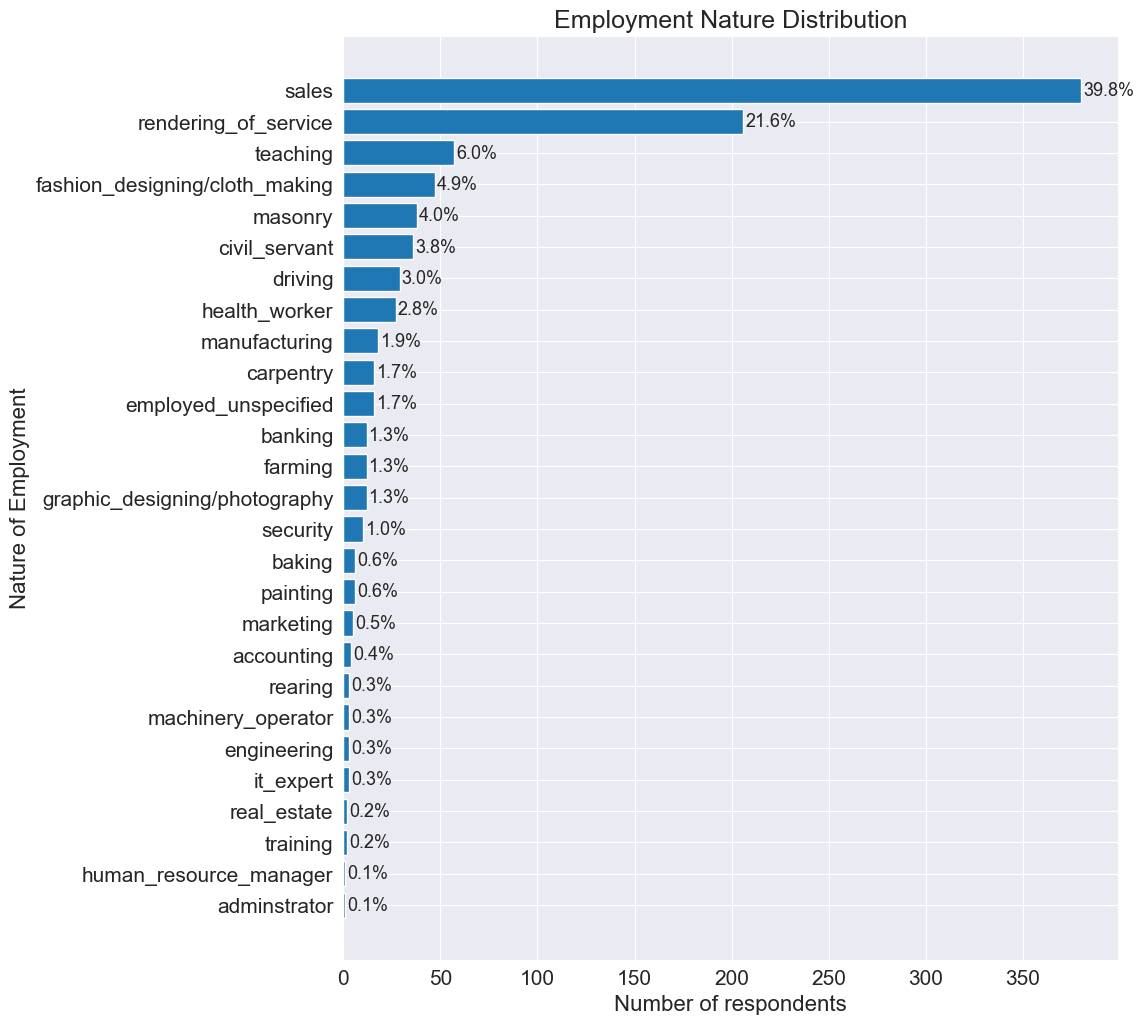 Employment Nature Distribution
sales 39.8%
rendering_of_service 21.6%
teaching 6.0%
fashion_designing/cloth_making 4.9%
masonry 4.0%
civil_servant 3.8%
driving 3.0%
health_worker 2.8%
manufacturing 1.9%
carpentry 1.7%
employed_unspecified 1.7%
banking 1.3%
farming 1.3%
graphic_designing/photography 1.3%
security 1.0%
baking 0.6%
painting 0.6%
marketing 0.5%
accounting 0.4%
rearing 0.3%
machinery_operator 0.3%
engineering 0.3%
it_expert 0.3%
real_estate 0.2%
training 0.2%
human_resource_manager 0.1%
adminstrator 0.1%
Nature of Employment
0 50 100 150 200 250 300 350
Number of respondents